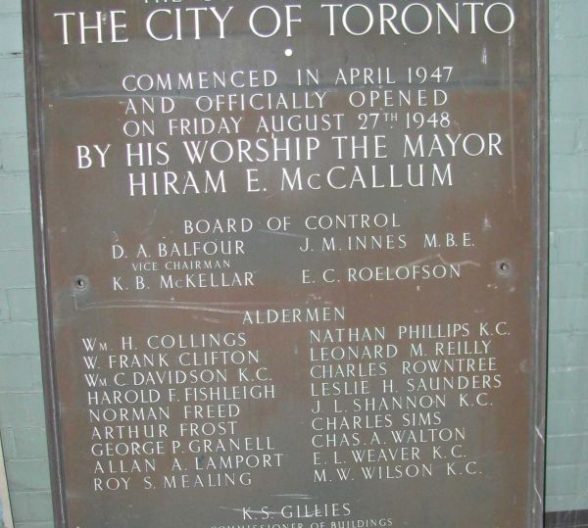 THE CITY OF TORONTO
COMMENCED IN APRIL 1947
AND OFFICIALLY OPENED
ON FRIDAY AUGUST 27TH 1948
BY HIS WORSHIP THE MAYOR
HIRAM E. McCALLUM
BOARD OF CONTROL
D. A. BALFOUR
VICE CHAIRMAN
K. B. McKELLAR
J. M. INNES M.B.E.
E. C. ROELOFSON
ALDERMEN
Wm. H. COLLINGS
W. FRANK CLIFTON
Wm C. DAVIDSON K.C.
HAROLD F. FISHLEIGH
NORMAN FREED
ARTHUR FROST
GEORGE P. GRANELL
ALLAN A. LAMPORT
ROY S. MEALING
NATHAN PHILLIPS K.C.
LEONARD M. REILLY
CHARLES ROWNTREE
LESLIE H. SAUNDERS
J. L. SHANNON K.C.
CHARLES SIMS
CHAS. A. WALTON
E. L. WEAVER K.C.
M. W. WILSON K.C.
K. S. GILLIES
COMMISSIONER OF BUILDINGS